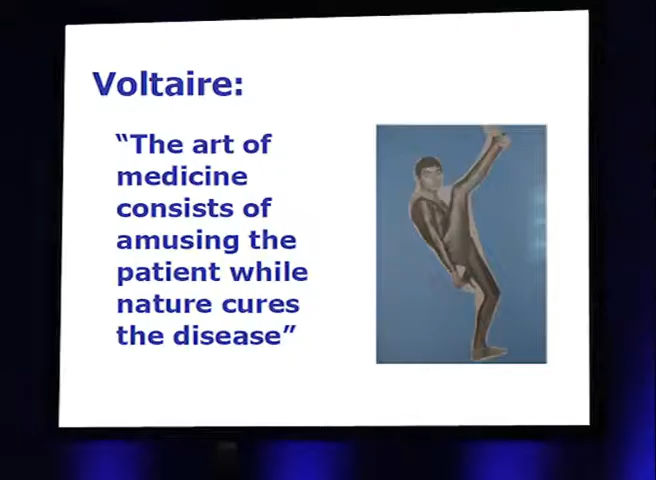 Voltaire:
“The art of
medicine
consists of
amusing the
patient while
nature cures
the disease”